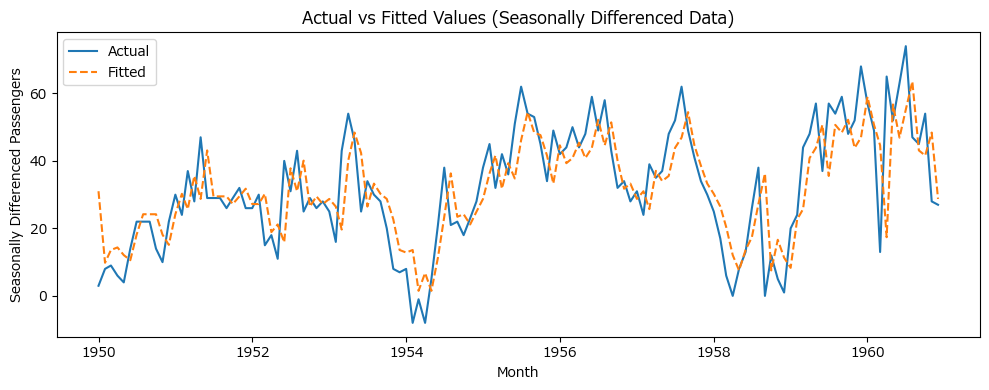 Actual vs Fitted Values (Seasonally Differenced Data)
Actual
Fitted
Seasonally Differenced Passengers
60
40
20
0
1950
1952
1954
1956
1958
1960
Month